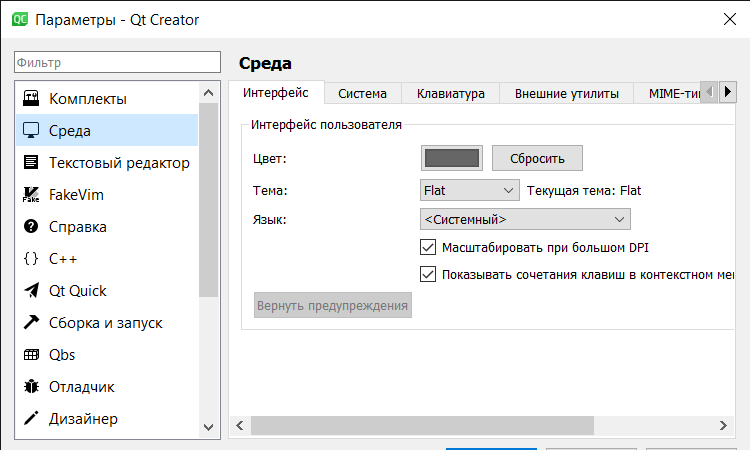 QC Параметры - Qt Creator
Фильтр
Комплекты
Среда
Текстовый редактор
Fake FakeVim
Справка
C++
Qt Quick
Сборка и запуск
Qbs
Отладчик
Дизайнер
Среда
Интерфейс Система Клавиатура Внешние утилиты MIME-ти
Интерфейс пользователя
Цвет: Сбросить
Тема: Flat Текущая тема: Flat
Язык: <Системный>
Масштабировать при большом DPI
Показывать сочетания клавиш в контекстном ме
Вернуть предупреждения